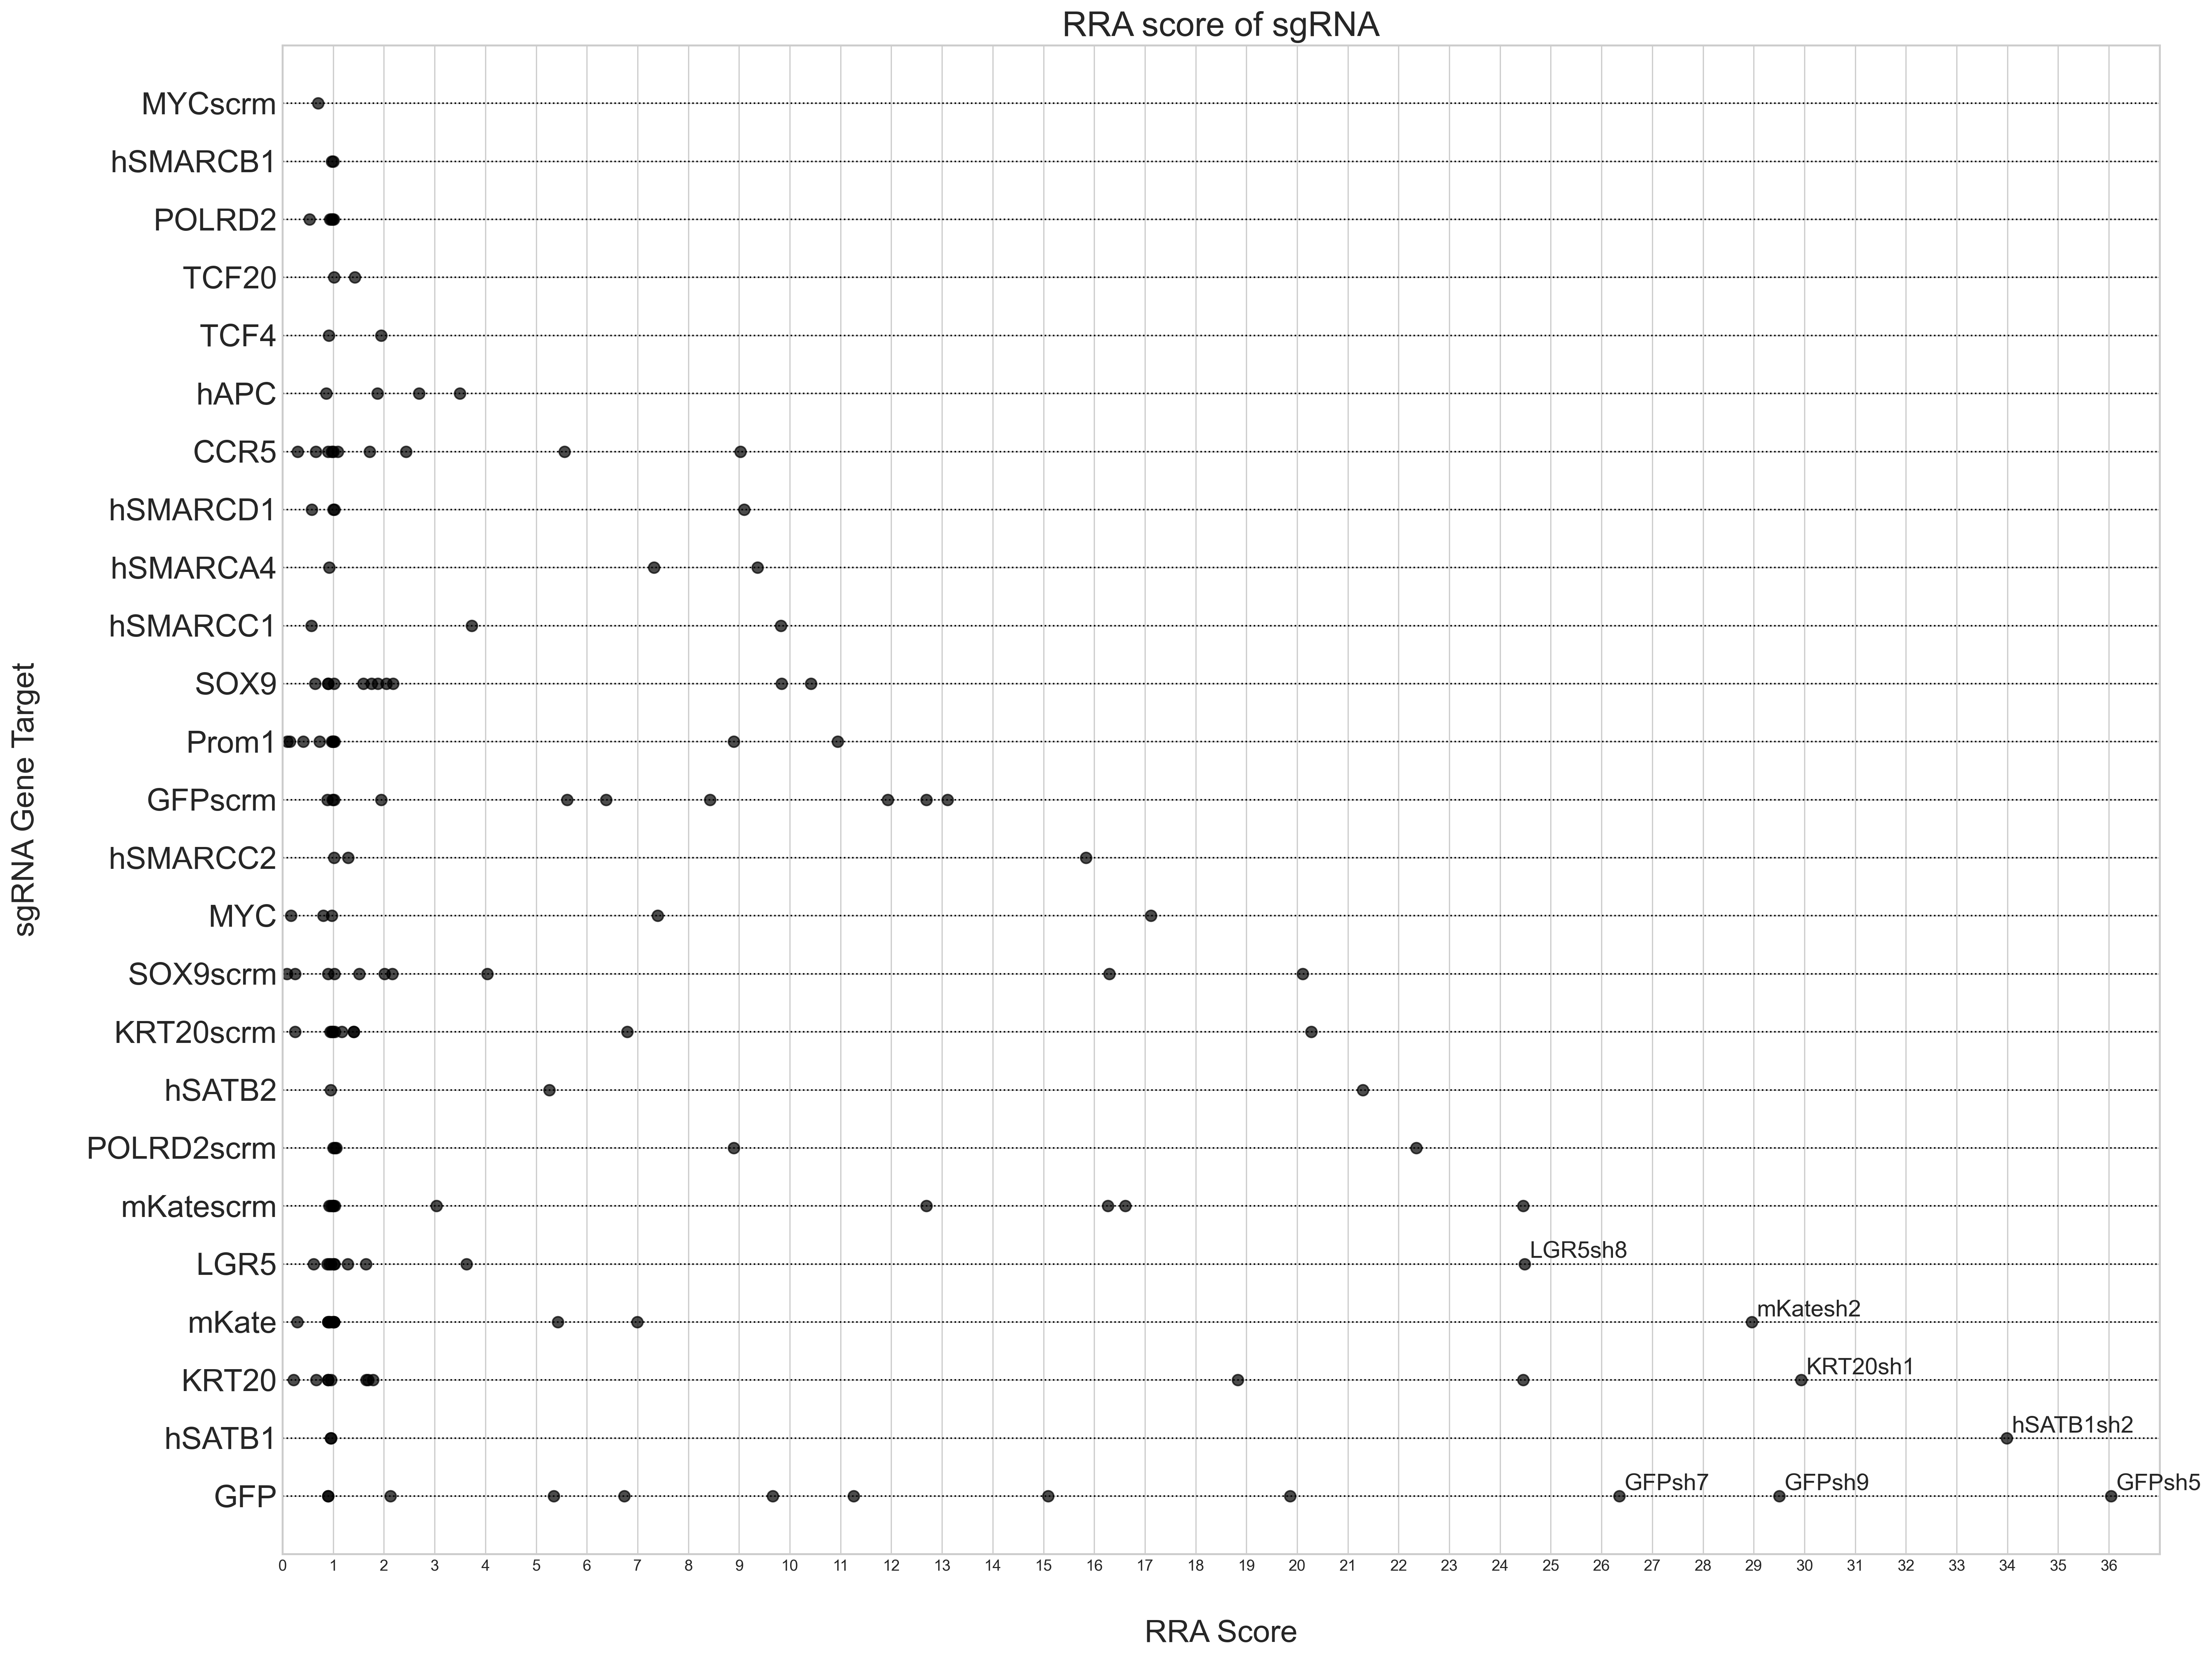 RRA score of sgRNA
sgRNA Gene Target
MYCscrm
hSMARCB1
POLRD2
TCF20
TCF4
hAPC
CCR5
hSMARCD1
hSMARCA4
hSMARCC1
SOX9
Prom1
GFPscrm
hSMARCC2
MYC
SOX9scrm
KRT20scrm
hSATB2
POLRD2scrm
mKatescrm
LGR5
LGR5sh8
mKate
mKatesh2
KRT20
KRT20sh1
hSATB1
hSATB1sh2
GFP
GFPsh7 GFPsh9 GFPsh5
0 1 2 3 4 5 6 7 8 9 10 11 12 13 14 15 16 17 18 19 20 21 22 23 24 25 26 27 28 29 30 31 32 33 34 35 36
RRA Score